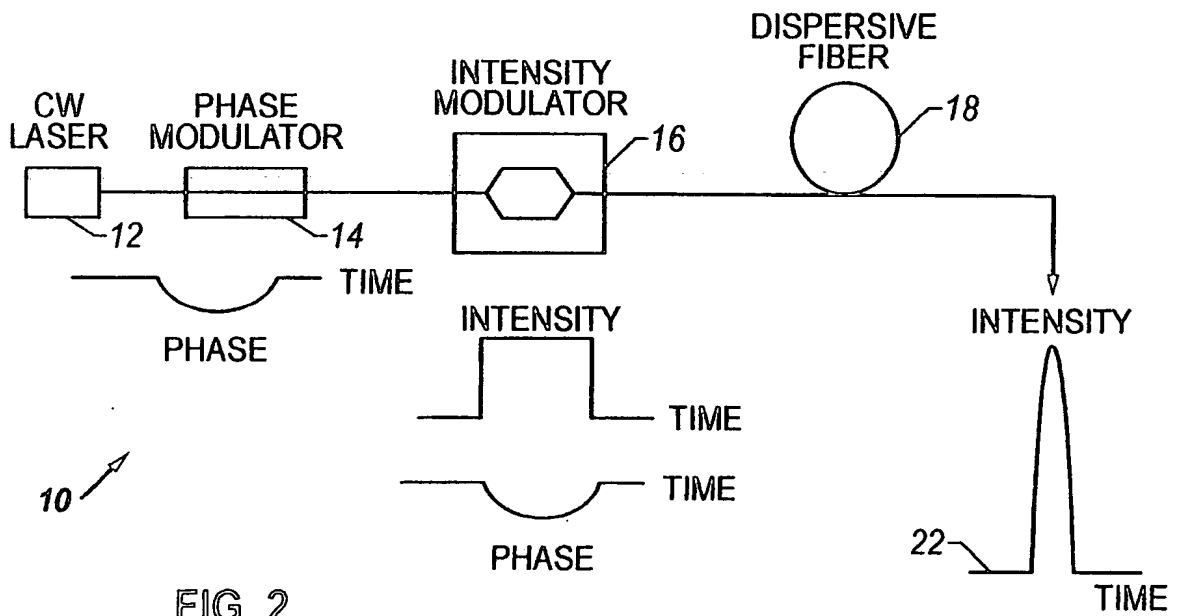 DISPERSIVE
FIBER
18
INTENSITY
MODULATOR
16
CW
LASER
PHASE
MODULATOR
12
14
TIME
PHASE
INTENSITY
TIME
TIME
PHASE
10
INTENSITY
22
TIME
FIG. 2